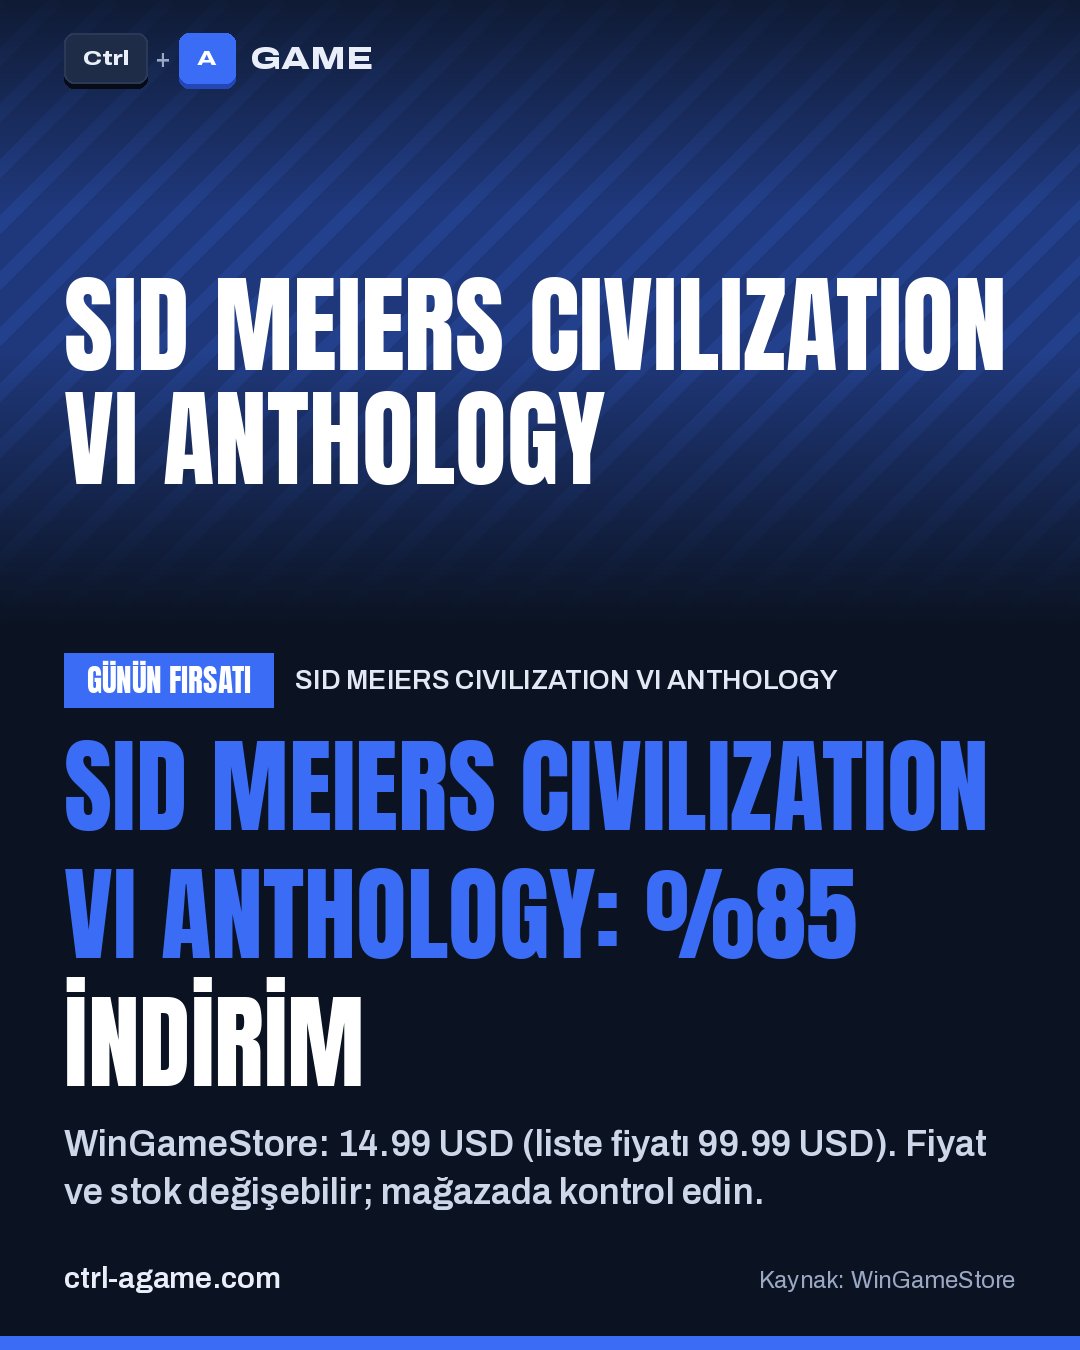 Ctrl + A GAME
SID MEIERS CIVILIZATION
VI ANTHOLOGY
GÜNÜN FIRSATI SID MEIERS CIVILIZATION VI ANTHOLOGY
SID MEIERS CIVILIZATION
VI ANTHOLOGY: %85
İNDİRİM
WinGameStore: 14.99 USD (liste fiyatı 99.99 USD). Fiyat
ve stok değişebilir; mağazada kontrol edin.
ctrl-agame.com Kaynak: WinGameStore